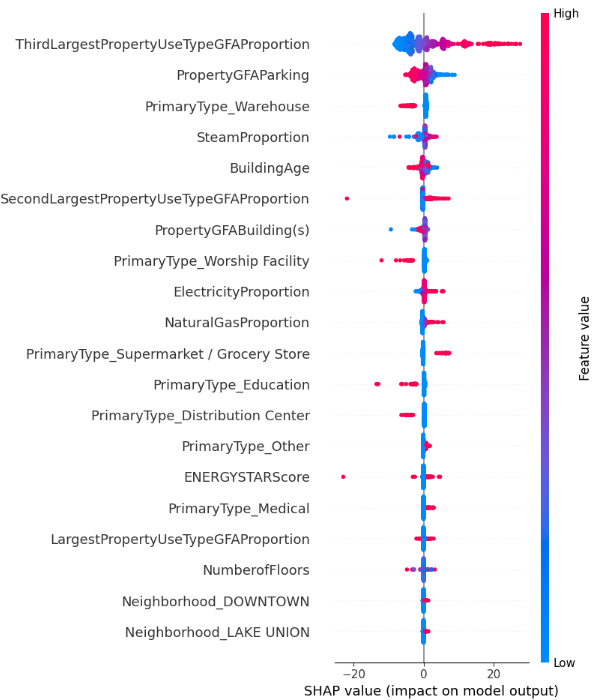 High
ThirdLargestPropertyUseTypeGFAProportion
PropertyGFAParking
PrimaryType_Warehouse
SteamProportion
BuildingAge
SecondLargestPropertyUseTypeGFAProportion
PropertyGFABuilding(s)
PrimaryType_Worship Facility
ElectricityProportion
NaturalGasProportion
PrimaryType_Supermarket / Grocery Store
PrimaryType_Education
PrimaryType_Distribution Center
PrimaryType_Other
ENERGYSTARScore
PrimaryType_Medical
LargestPropertyUseTypeGFAProportion
NumberofFloors
Neighborhood_DOWNTOWN
Neighborhood_LAKE UNION
Feature value
Low
−20 0 20
SHAP value (impact on model output)